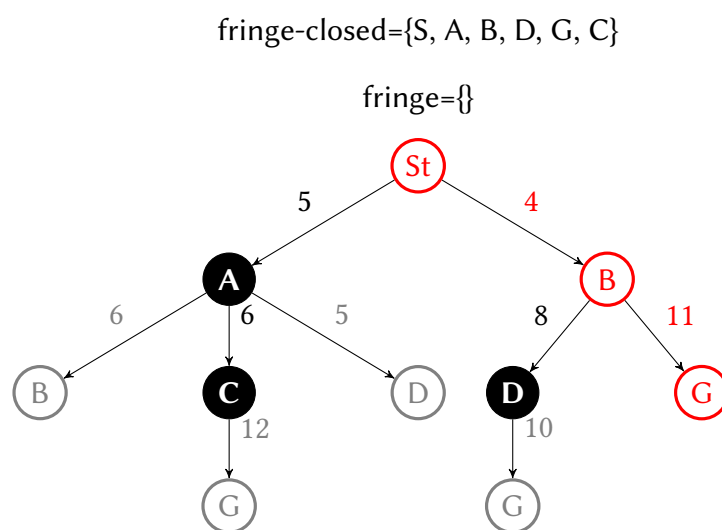 fringe-closed={S, A, B, D, G, C}
fringe={}
St
5 4
A B
6 6 5 8 11
B C D D G
12 10
G G